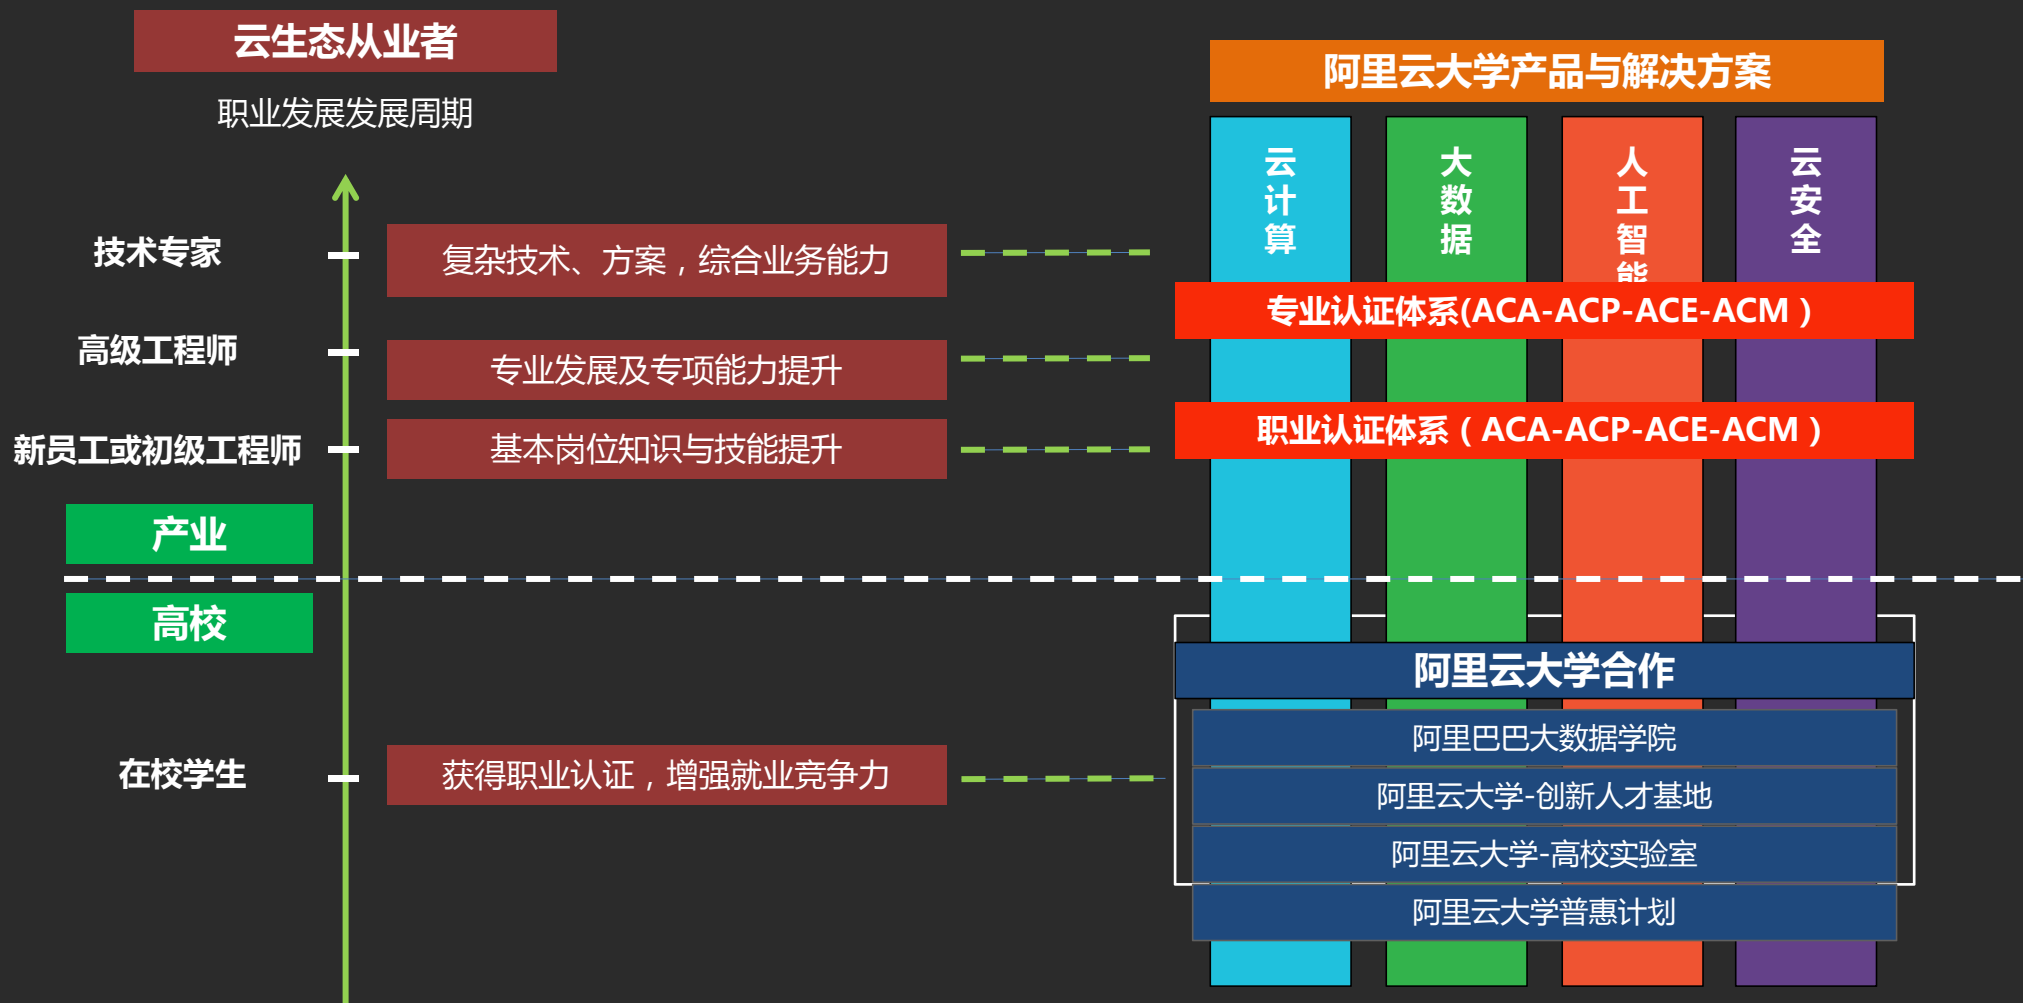 云生态从业者
职业发展发展周期
技术专家
复杂技术、方案，综合业务能力
高级工程师
专业发展及专项能力提升
新员工或初级工程师
基本岗位知识与技能提升
产业
高校
在校学生
获得职业认证，增强就业竞争力
阿里云大学产品与解决方案
云计算
大数据
人工智能
云安全
专业认证体系(ACA-ACP-ACE-ACM）
职业认证体系（ACA-ACP-ACE-ACM）
阿里云大学合作
阿里巴巴大数据学院
阿里云大学-创新人才基地
阿里云大学-高校实验室
阿里云大学普惠计划